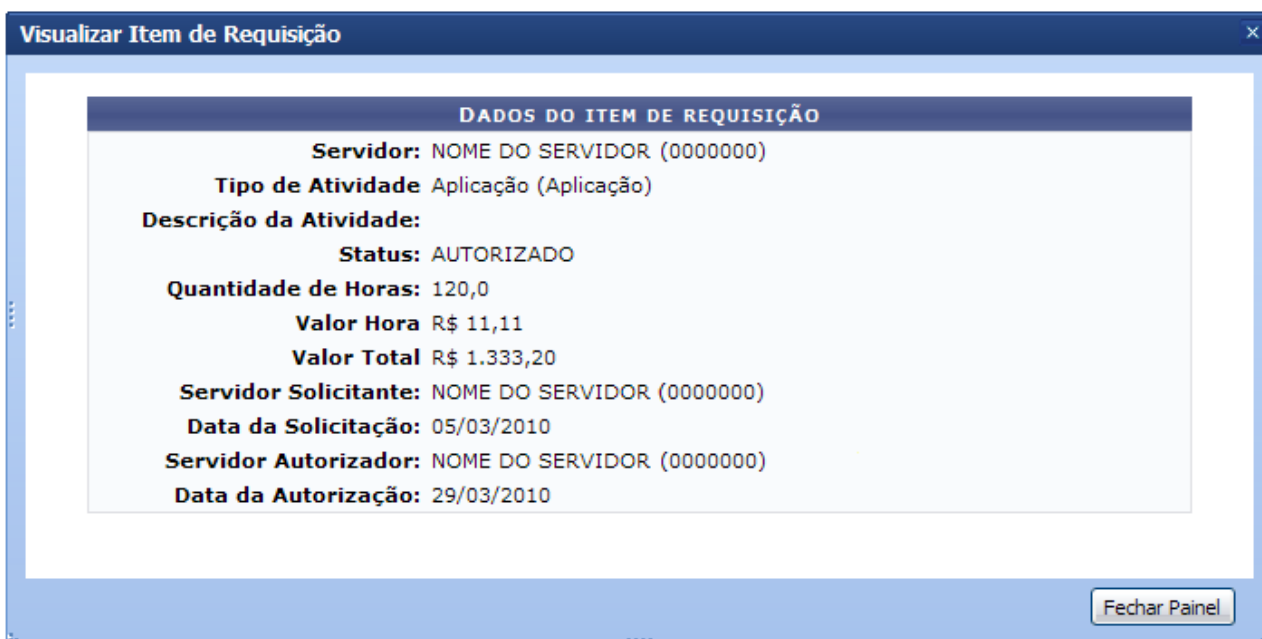 Visualizar Item de Requisição
DADOS DO ITEM DE REQUISIÇÃO
Servidor: NOME DO SERVIDOR (0000000)
Tipo de Atividade Aplicação (Aplicação)
Descrição da Atividade:
Status: AUTORIZADO
Quantidade de Horas: 120,0
Valor Hora R$ 11,11
Valor Total R$ 1.333,20
Servidor Solicitante: NOME DO SERVIDOR (0000000)
Data da Solicitação: 05/03/2010
Servidor Autorizador: NOME DO SERVIDOR (0000000)
Data da Autorização: 29/03/2010
Fechar Painel